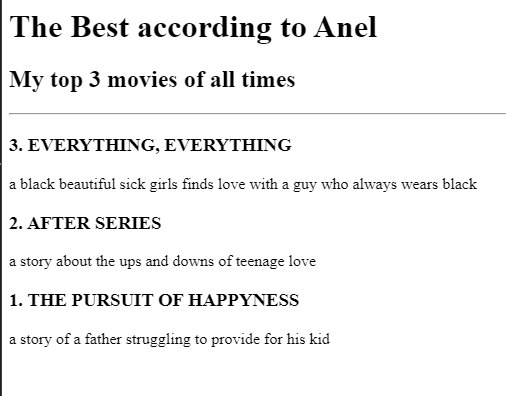 The Best according to Anel
My top 3 movies of all times
3. EVERYTHING, EVERYTHING
a black beautiful sick girls finds love with a guy who always wears black
2. AFTER SERIES
a story about the ups and downs of teenage love
1. THE PURSUIT OF HAPPYNESS
a story of a father struggling to provide for his kid